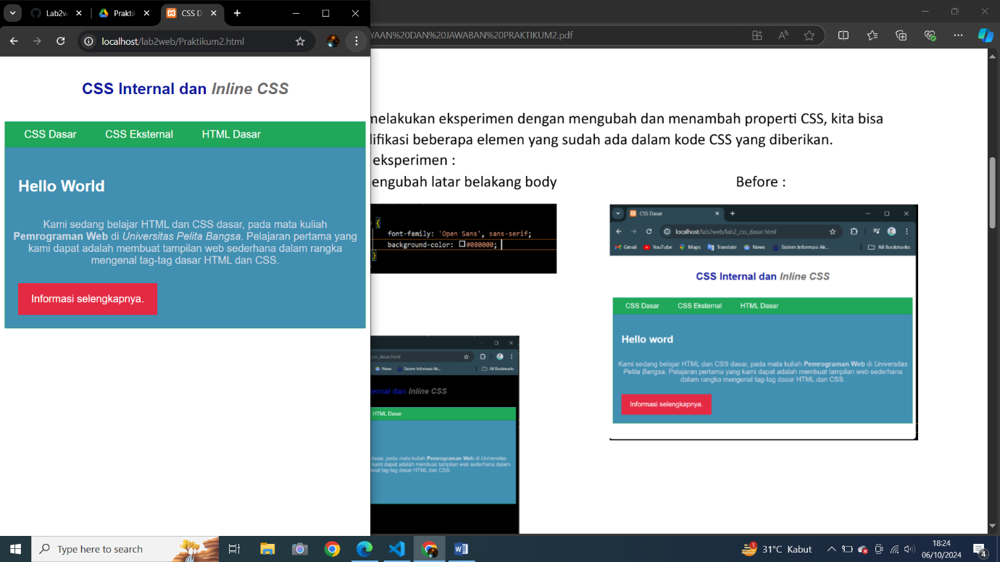 Lab2w
Praktik
CSS D
localhost/lab2web/Praktikum2.html
CSS Internal dan Inline CSS
CSS Dasar
CSS Eksternal
HTML Dasar
Hello World
Kami sedang belajar HTML dan CSS dasar, pada mata kuliah
Pemrograman Web di Universitas Pelita Bangsa. Pelajaran pertama yang
kami dapat adalah membuat tampilan web sederhana dalam rangka
mengenal tag-tag dasar HTML dan CSS.
Informasi selengkapnya.
YAAN%20DAN%20JAWABAN%20PRAKTIKUM2.pdf
melakukan eksperimen dengan mengubah dan menambah properti CSS, kita bisa
difikasi beberapa elemen yang sudah ada dalam kode CSS yang diberikan.
eksperimen :
engubah latar belakang body
Before :
{
font-family: 'Open Sans', sans-serif;
background-color: #000000;
}
CSS Dasar
localhost/lab2web/lab2_css_dasar.html
Gmail
YouTube
Maps
Translate
News
Sistem Informasi Ak...
All Bookmarks
CSS Internal dan Inline CSS
CSS Dasar
CSS Eksternal
HTML Dasar
Hello word
Kami sedang belajar HTML dan CSS dasar, pada mata kuliah Pemrograman Web di Universitas
Pelita Bangsa. Pelajaran pertama yang kami dapat adalah membuat tampilan web sederhana
dalam rangka mengenal tag-tag dasar HTML dan CSS.
Informasi selengkapnya.
css_dasar.html
News
Sistem Informasi Ak...
All Bookmarks
ternal dan Inline CSS
HTML Dasar
dasar, pada mata kuliah Pemrograman Web di Universitas
kami dapat adalah membuat tampilan web sederhana dalam
nal tag-tag dasar HTML dan CSS.
Type here to search
1
31°C Kabut
18:24
06/10/2024
4